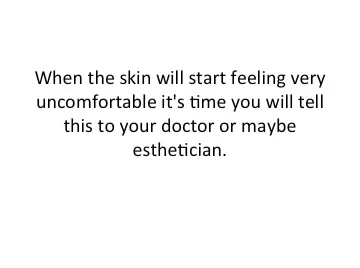 When the skin will start feeling very
uncomfortable it's time you will tell
this to your doctor or maybe
esthetician.